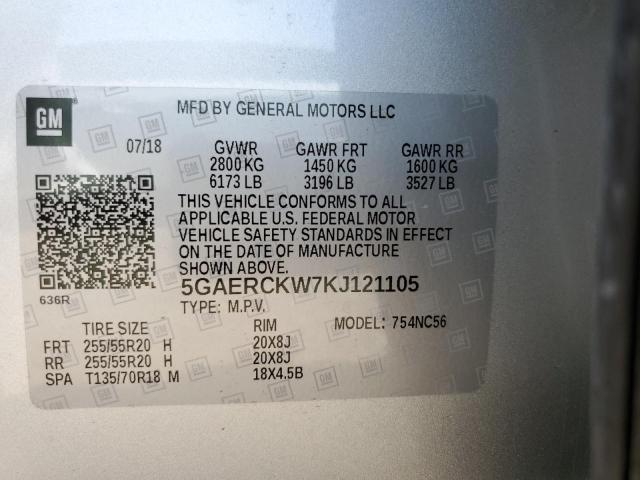 GM
MFD BY GENERAL MOTORS LLC
07/18 GVWR GAWR FRT GAWR RR
2800 KG 1450 KG 1600 KG
6173 LB 3196 LB 3527 LB
THIS VEHICLE CONFORMS TO ALL
APPLICABLE U.S. FEDERAL MOTOR
VEHICLE SAFETY STANDARDS IN EFFECT
ON THE DATE OF MANUFACTURE
SHOWN ABOVE.
636R
5GAERCKW7KJ121105
TYPE: M.P.V.
TIRE SIZE RIM MODEL: 754NC56
FRT 255/55R20 H 20X8J
RR 255/55R20 H 20X8J
SPA T135/70R18 M 18X4.5B